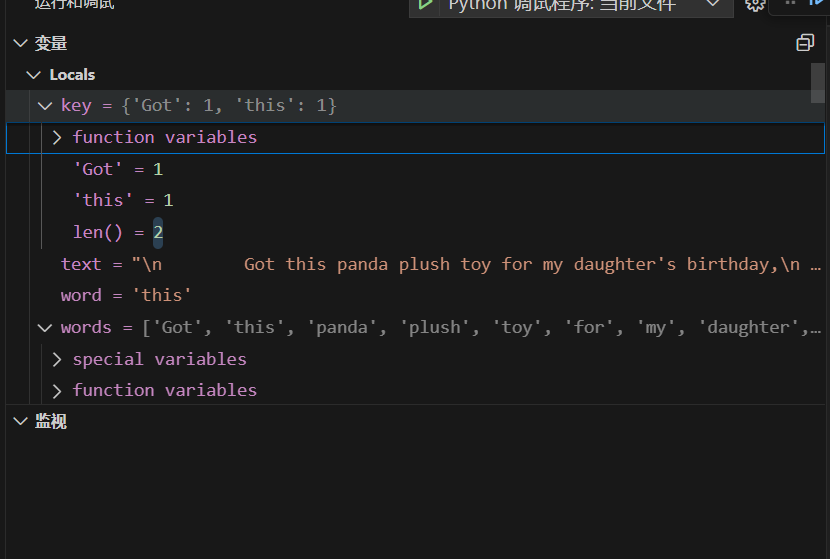 运行和调试 Python 调试程序: 当前文件
变量
Locals
key = {'Got': 1, 'this': 1}
function variables
'Got' = 1
'this' = 1
len() = 2
text = "\n        Got this panda plush toy for my daughter's birthday,\n …
word = 'this'
words = ['Got', 'this', 'panda', 'plush', 'toy', 'for', 'my', 'daughter',…
special variables
function variables
监视